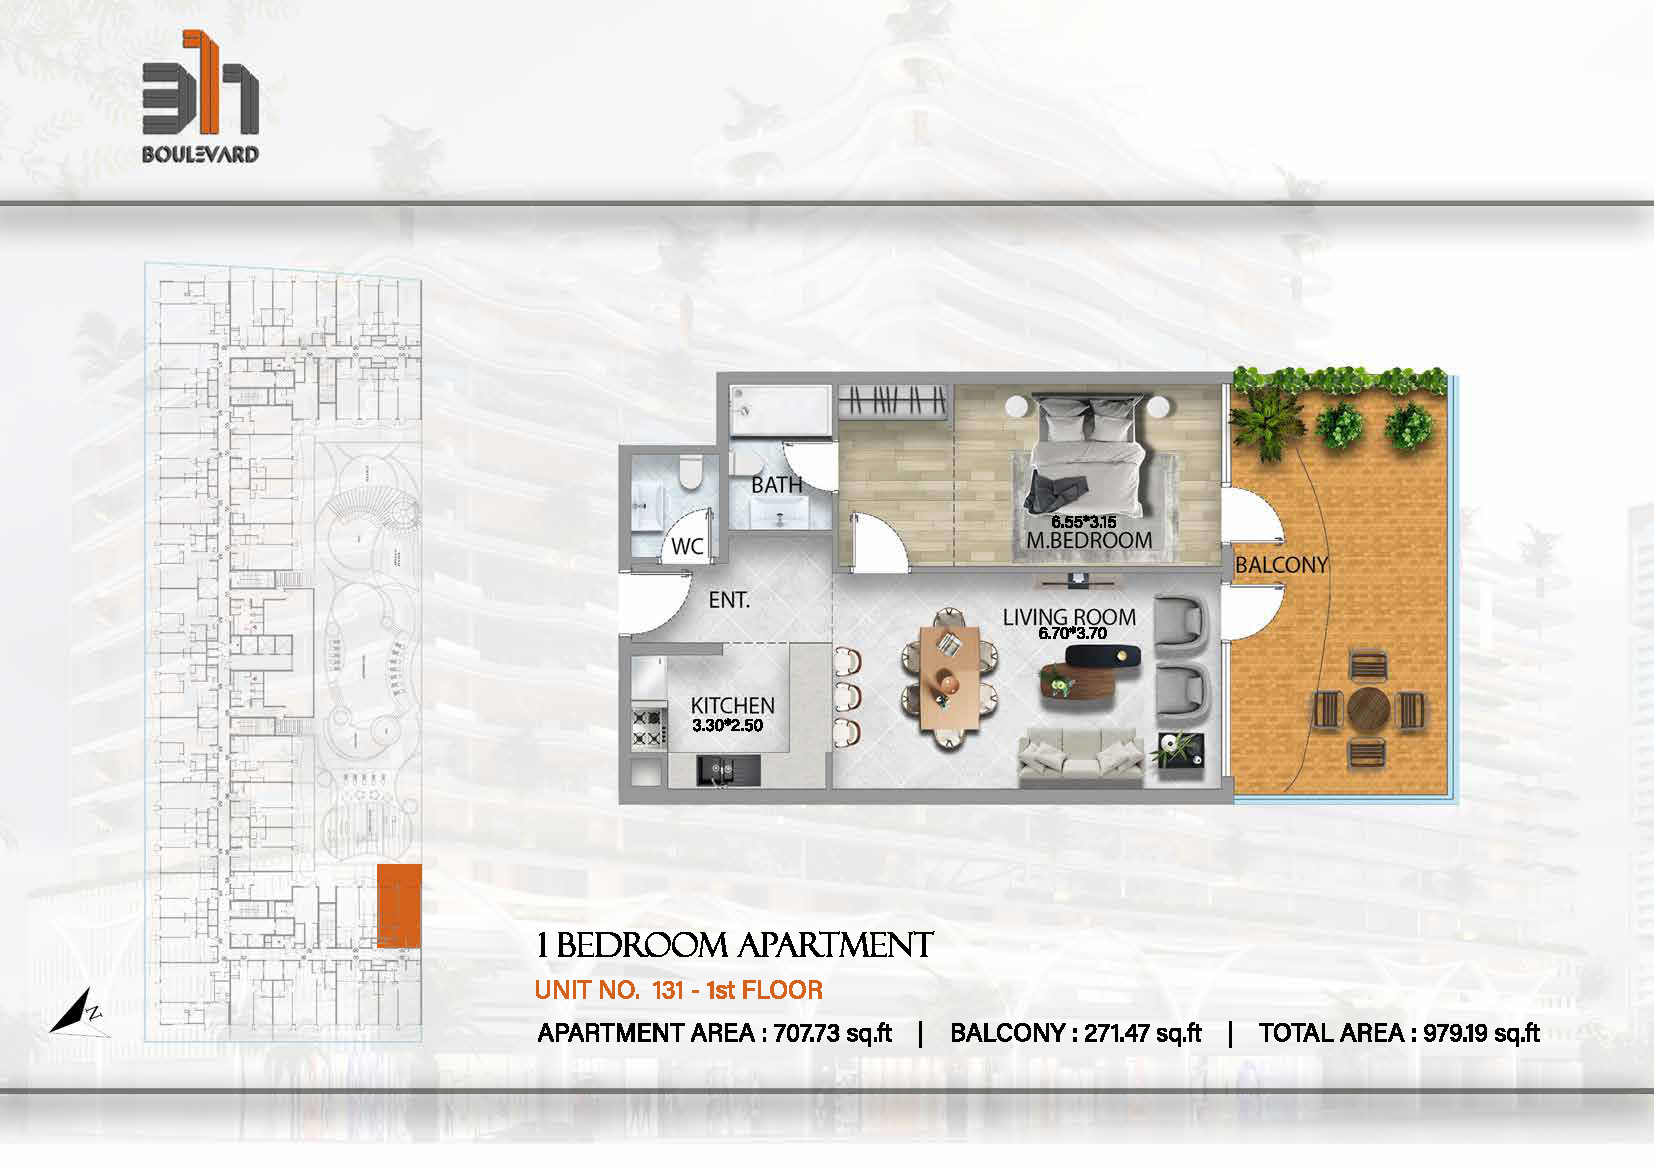 311
BOULEVARD
BATH
WC
ENT.
6.55*3.15
M.BEDROOM
BALCONY
LIVING ROOM
6.70*3.70
KITCHEN
3.30*2.50
1 BEDROOM APARTMENT
UNIT NO. 131 - 1st FLOOR
N
APARTMENT AREA : 707.73 sq.ft | BALCONY : 271.47 sq.ft | TOTAL AREA : 979.19 sq.ft